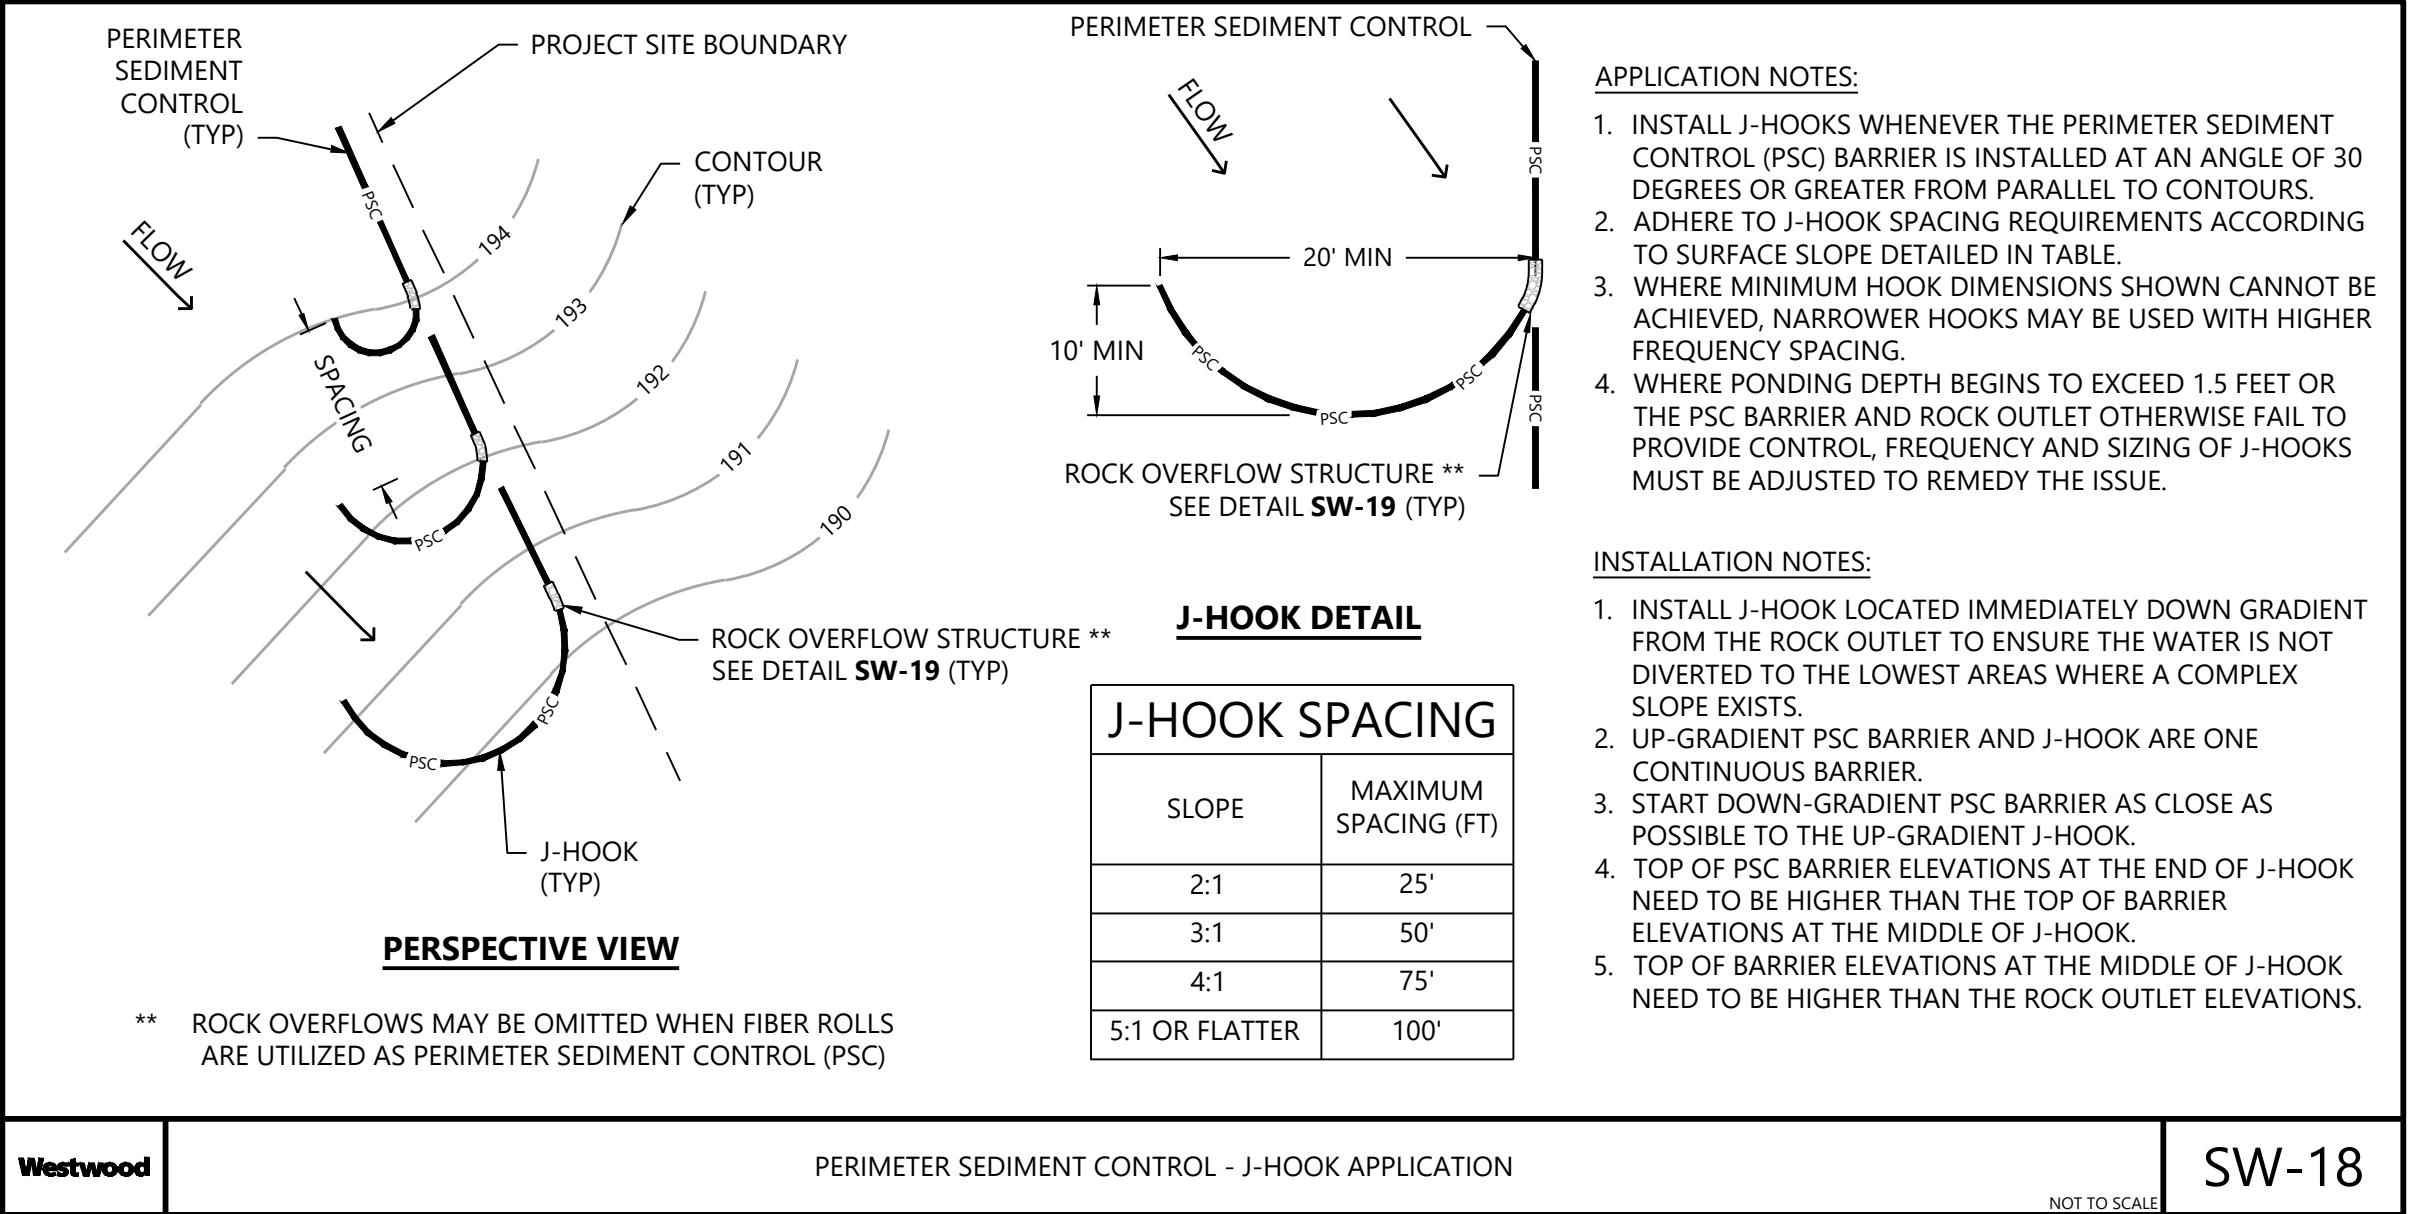 PERIMETER
SEDIMENT
CONTROL
(TYP)
PROJECT SITE BOUNDARY
CONTOUR
(TYP)
FLOW
PSC
194
193
192
191
190
SPACING
PSC
PSC
PSC
ROCK OVERFLOW STRUCTURE **
SEE DETAIL SW-19 (TYP)
J-HOOK
(TYP)
PERSPECTIVE VIEW
** ROCK OVERFLOWS MAY BE OMITTED WHEN FIBER ROLLS
ARE UTILIZED AS PERIMETER SEDIMENT CONTROL (PSC)
PERIMETER SEDIMENT CONTROL
FLOW
PSC
20' MIN
10' MIN
PSC
PSC
PSC
PSC
ROCK OVERFLOW STRUCTURE **
SEE DETAIL SW-19 (TYP)
J-HOOK DETAIL
J-HOOK SPACING
SLOPE
MAXIMUM
SPACING (FT)
2:1 25'
3:1 50'
4:1 75'
5:1 OR FLATTER 100'
APPLICATION NOTES:
1. INSTALL J-HOOKS WHENEVER THE PERIMETER SEDIMENT
CONTROL (PSC) BARRIER IS INSTALLED AT AN ANGLE OF 30
DEGREES OR GREATER FROM PARALLEL TO CONTOURS.
2. ADHERE TO J-HOOK SPACING REQUIREMENTS ACCORDING
TO SURFACE SLOPE DETAILED IN TABLE.
3. WHERE MINIMUM HOOK DIMENSIONS SHOWN CANNOT BE
ACHIEVED, NARROWER HOOKS MAY BE USED WITH HIGHER
FREQUENCY SPACING.
4. WHERE PONDING DEPTH BEGINS TO EXCEED 1.5 FEET OR
THE PSC BARRIER AND ROCK OUTLET OTHERWISE FAIL TO
PROVIDE CONTROL, FREQUENCY AND SIZING OF J-HOOKS
MUST BE ADJUSTED TO REMEDY THE ISSUE.
INSTALLATION NOTES:
1. INSTALL J-HOOK LOCATED IMMEDIATELY DOWN GRADIENT
FROM THE ROCK OUTLET TO ENSURE THE WATER IS NOT
DIVERTED TO THE LOWEST AREAS WHERE A COMPLEX
SLOPE EXISTS.
2. UP-GRADIENT PSC BARRIER AND J-HOOK ARE ONE
CONTINUOUS BARRIER.
3. START DOWN-GRADIENT PSC BARRIER AS CLOSE AS
POSSIBLE TO THE UP-GRADIENT J-HOOK.
4. TOP OF PSC BARRIER ELEVATIONS AT THE END OF J-HOOK
NEED TO BE HIGHER THAN THE TOP OF BARRIER
ELEVATIONS AT THE MIDDLE OF J-HOOK.
5. TOP OF BARRIER ELEVATIONS AT THE MIDDLE OF J-HOOK
NEED TO BE HIGHER THAN THE ROCK OUTLET ELEVATIONS.
Westwood
PERIMETER SEDIMENT CONTROL - J-HOOK APPLICATION
NOT TO SCALE
SW-18